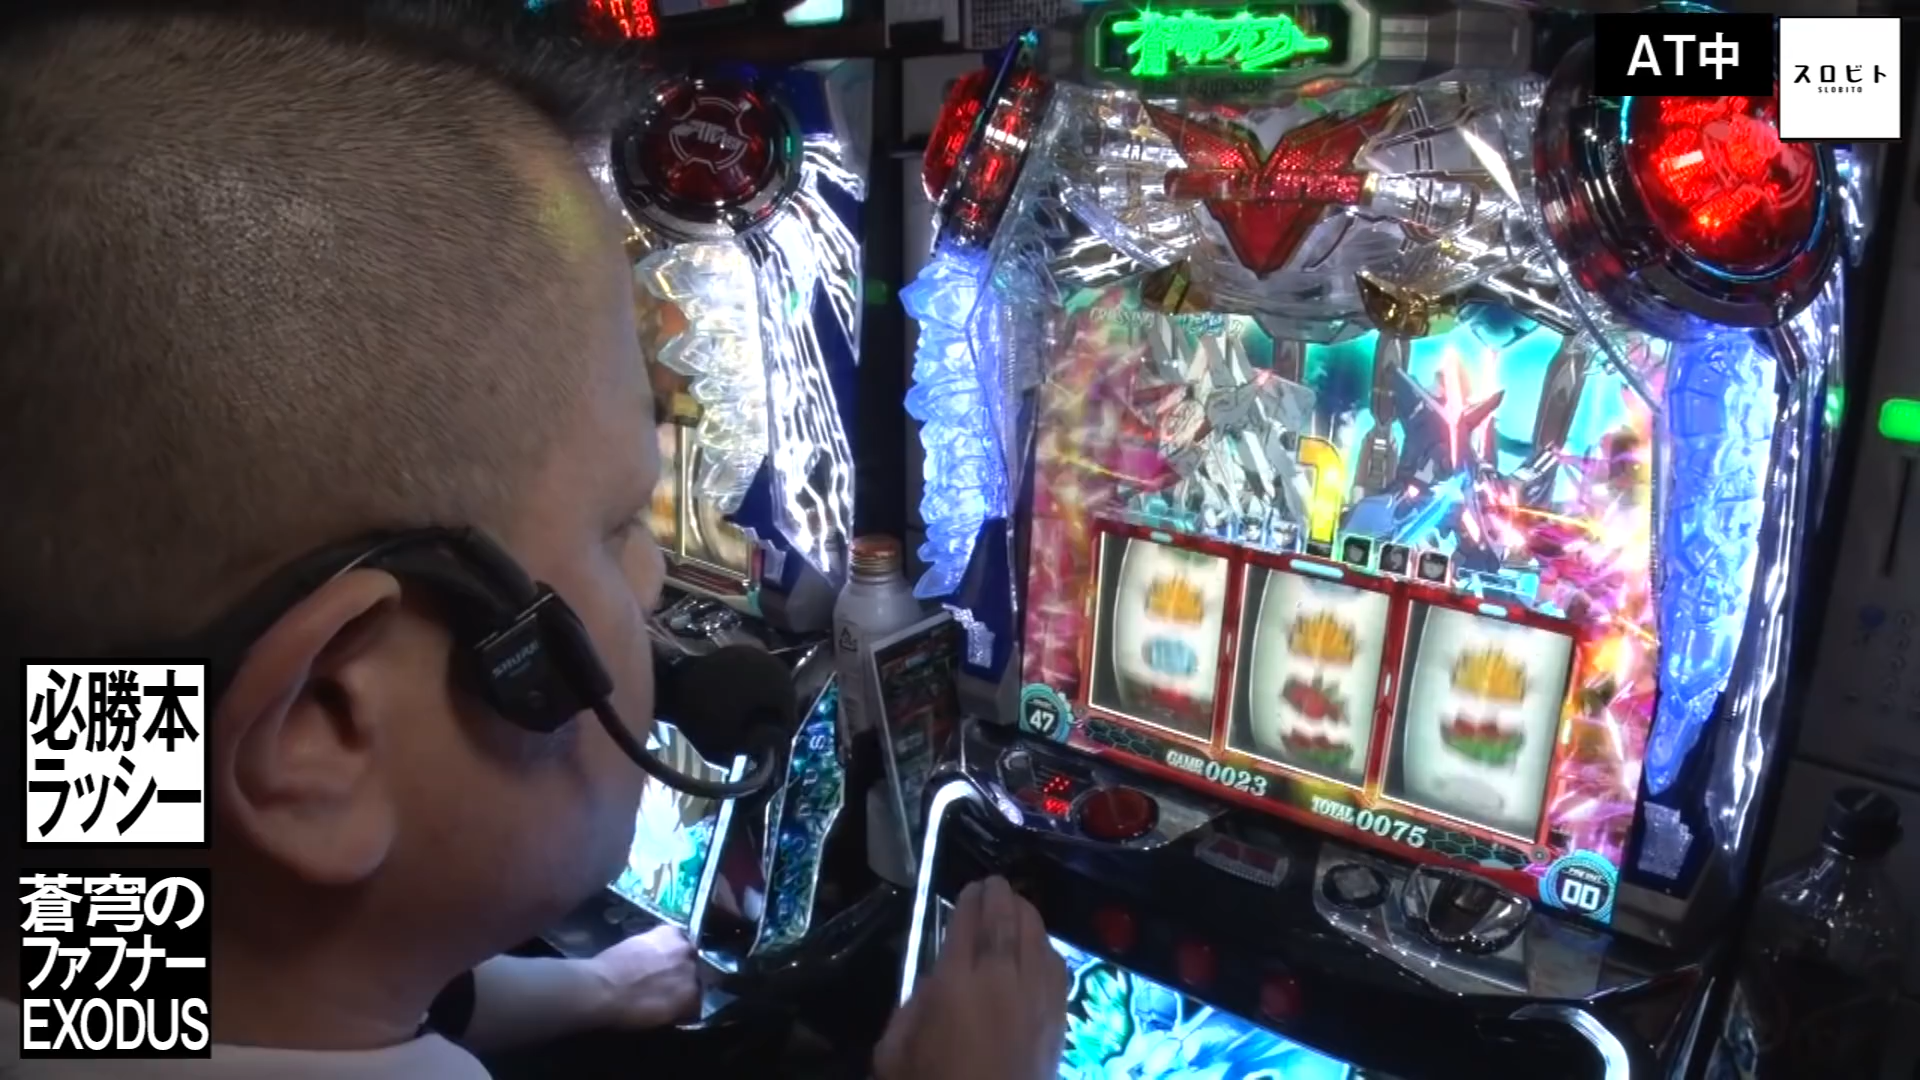 AT中
スロビト
SLOBITO
SHURE
47
GAME 0023
TOTAL 0075
00
必勝本
ラッシー
蒼穹の
ファフナー
EXODUS